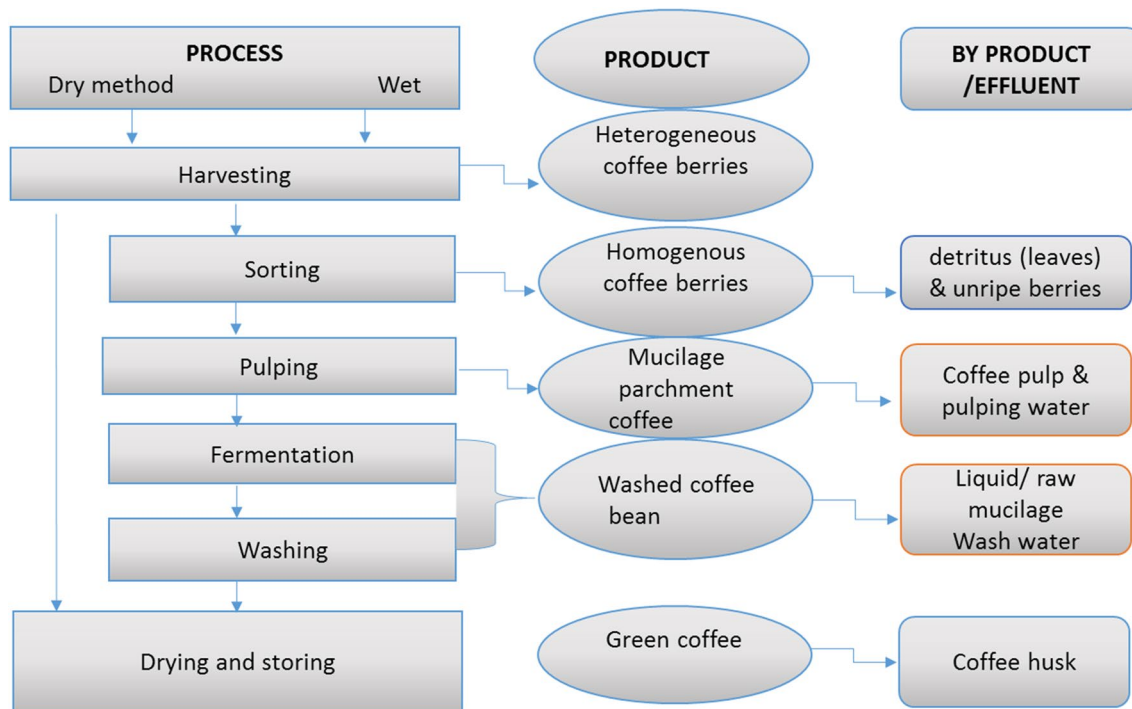 PROCESS
Dry method Wet
PRODUCT
BY PRODUCT
/EFFLUENT
Harvesting
Heterogeneous
coffee berries
Sorting
Homogenous
coffee berries
detritus (leaves)
& unripe berries
Pulping
Mucilage
parchment
coffee
Coffee pulp &
pulping water
Fermentation
Washing
Washed coffee
bean
Liquid/ raw
mucilage
Wash water
Drying and storing
Green coffee
Coffee husk